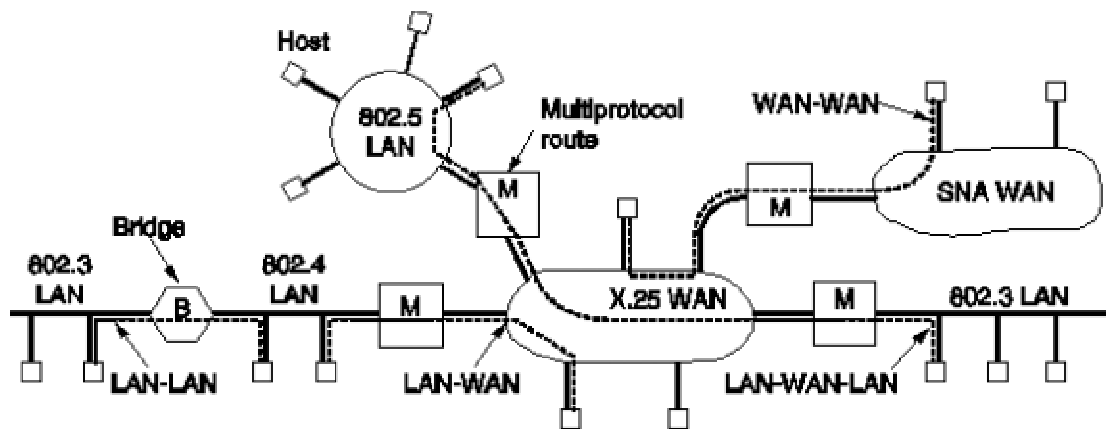 Host
802.5
LAN
Multiprotocol
route
WAN-WAN
M
M
SNA WAN
Bridge
802.3
LAN
802.4
LAN
B
M
X.25 WAN
M
802.3 LAN
LAN-LAN
LAN-WAN
LAN-WAN-LAN